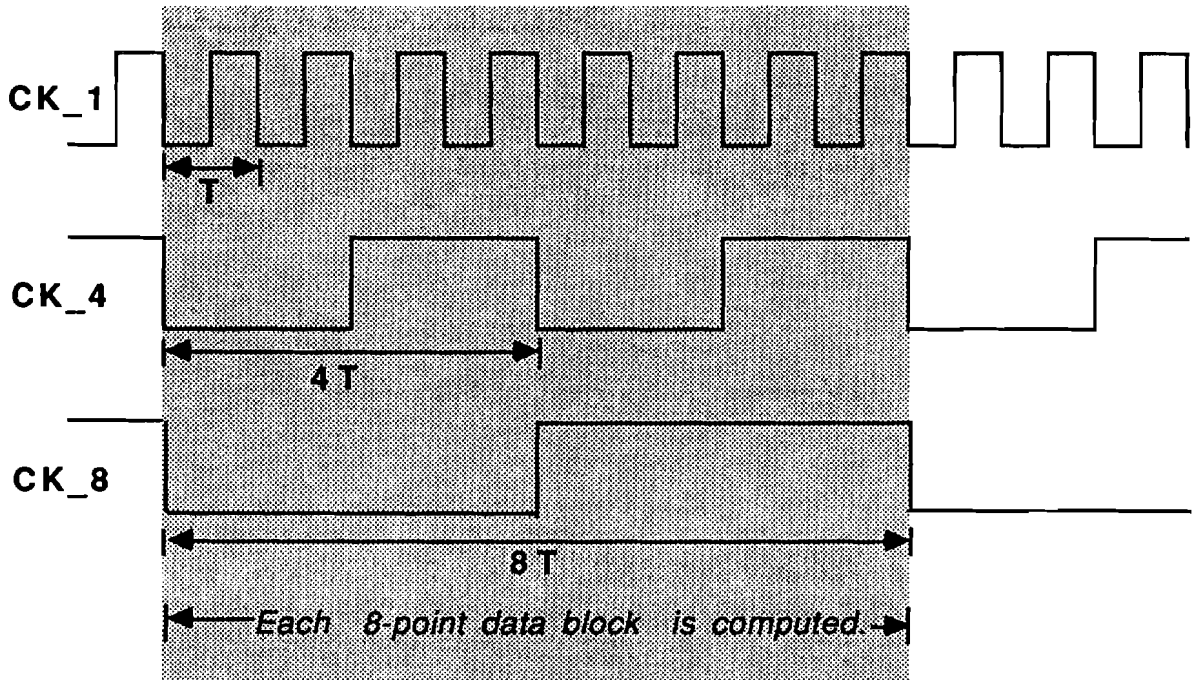 CK_1
T
CK_4
4 T
CK_8
8 T
Each 8-point data block is computed.